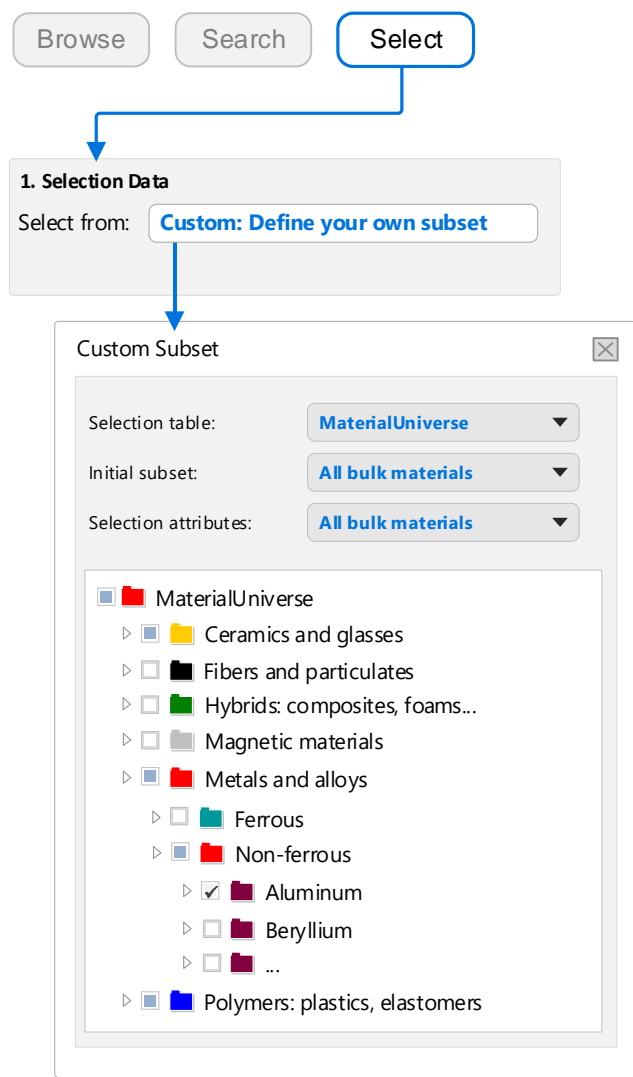 Browse Search Select
1. Selection Data
Select from: Custom: Define your own subset
Custom Subset
Selection table: MaterialUniverse
Initial subset: All bulk materials
Selection attributes: All bulk materials
MaterialUniverse
Ceramics and glasses
Fibers and particulates
Hybrids: composites, foams...
Magnetic materials
Metals and alloys
Ferrous
Non-ferrous
Aluminum
Beryllium
...
Polymers: plastics, elastomers